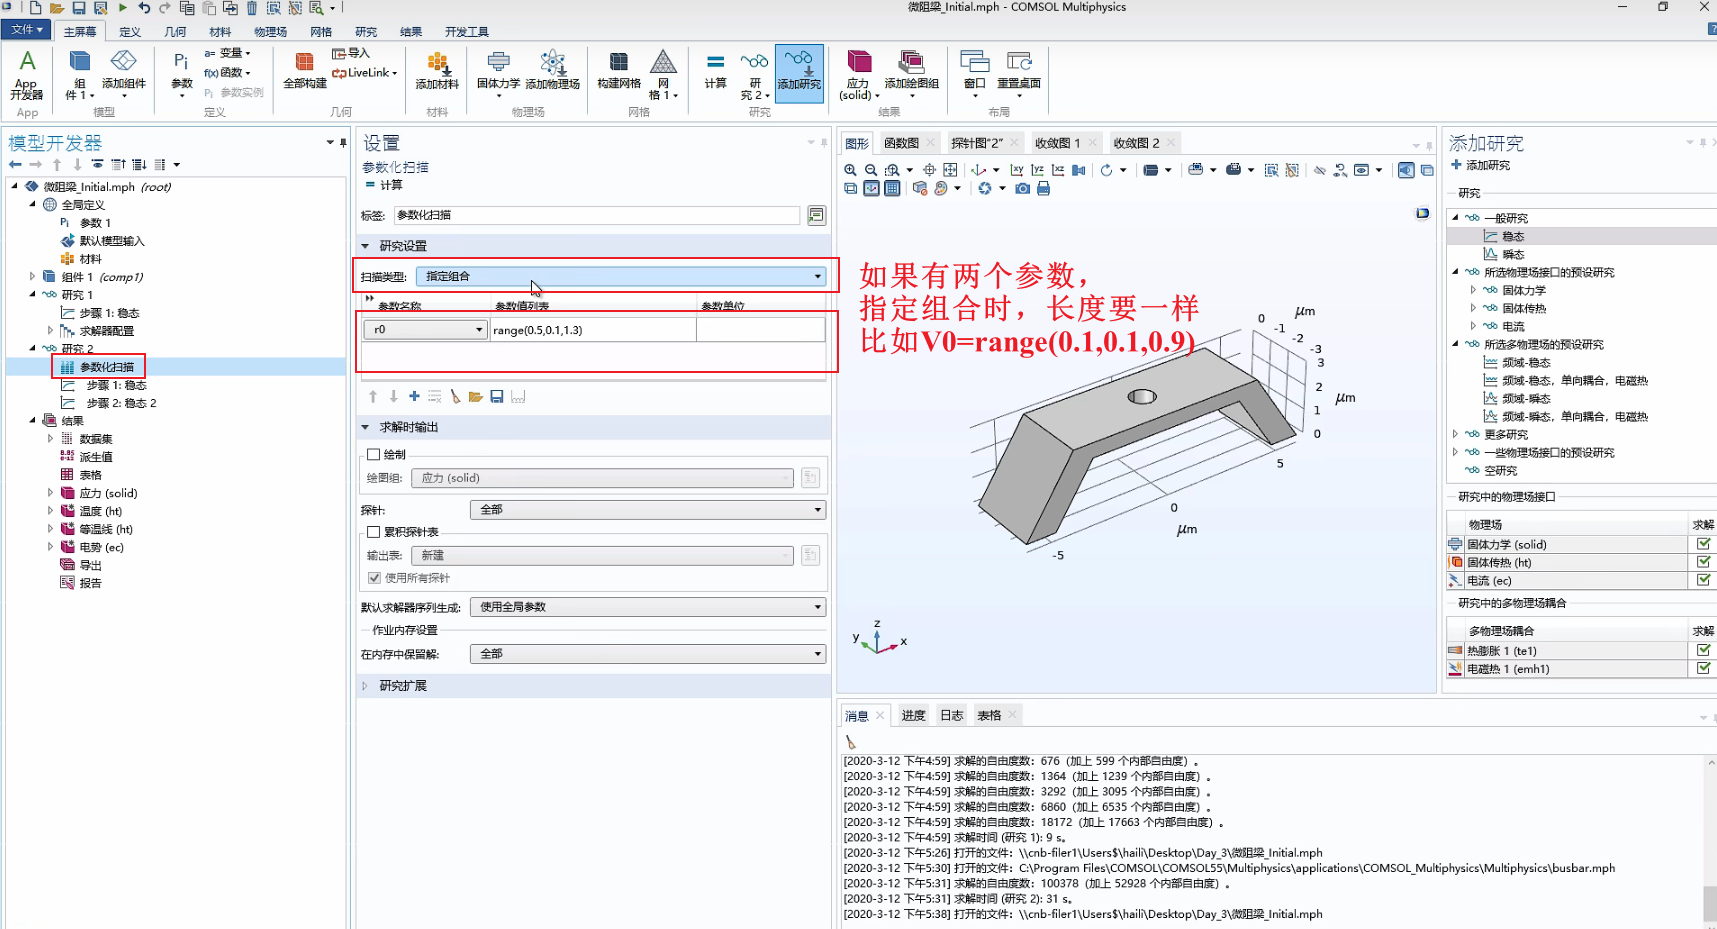 微阻梁_Initial.mph - COMSOL Multiphysics
文件 主屏幕 定义 几何 材料 物理场 网格 研究 结果 开发工具
App 开发器
组件 1
添加组件
参数
a= 变量
f(x) 函数
Pi 参数实例
全部构建
导入
LiveLink
添加材料
固体力学
添加物理场
构建网格
网格 1
计算
研究 2
添加研究
应力 (solid)
添加绘图组
窗口
重置桌面
App 模型 定义 几何 材料 物理场 网格 研究 结果 布局
模型开发器
微阻梁_Initial.mph (root)
全局定义
Pi 参数 1
默认模型输入
材料
组件 1 (comp1)
研究 1
步骤 1: 稳态
求解器配置
研究 2
参数化扫描
步骤 1: 稳态
步骤 2: 稳态 2
结果
数据集
派生值
表格
应力 (solid)
温度 (ht)
等温线 (ht)
电势 (ec)
导出
报告
设置
参数化扫描
= 计算
标签: 参数化扫描
研究设置
扫描类型: 指定组合
参数名称 参数值列表 参数单位
r0 range(0.5,0.1,1.3)
求解时输出
绘制
绘图组: 应力 (solid)
探针: 全部
累积探针表
输出表: 新建
使用所有探针
默认求解器序列生成: 使用全局参数
作业内存设置
在内存中保留解: 全部
研究扩展
图形 函数图 探针图"2" 收敛图 1 收敛图 2
如果有两个参数，
指定组合时，长度要一样
比如V0=range(0.1,0.1,0.9)
0 -1 -2 -3 μm
3
2
1
0
μm
5
0
-5
μm
z
y
x
添加研究
+ 添加研究
研究
一般研究
稳态
瞬态
所选物理场接口的预设研究
固体力学
固体传热
电流
所选多物理场的预设研究
频域-稳态
频域-稳态，单向耦合，电磁热
频域-瞬态
频域-瞬态，单向耦合，电磁热
更多研究
一些物理场接口的预设研究
空研究
研究中的物理场接口
物理场 求解
固体力学 (solid)
固体传热 (ht)
电流 (ec)
研究中的多物理场耦合
多物理场耦合 求解
热膨胀 1 (te1)
电磁热 1 (emh1)
消息 进度 日志 表格
[2020-3-12 下午4:59] 求解的自由度数：676（加上 599 个内部自由度）。
[2020-3-12 下午4:59] 求解的自由度数：1364（加上 1239 个内部自由度）。
[2020-3-12 下午4:59] 求解的自由度数：3292（加上 3095 个内部自由度）。
[2020-3-12 下午4:59] 求解的自由度数：6860（加上 6535 个内部自由度）。
[2020-3-12 下午4:59] 求解的自由度数：18172（加上 17663 个内部自由度）。
[2020-3-12 下午4:59] 求解时间 (研究 1): 9 s。
[2020-3-12 下午5:26] 打开的文件：\\cnb-filer1\Users$\haili\Desktop\Day_3\微阻梁_Initial.mph
[2020-3-12 下午5:30] 打开的文件：C:\Program Files\COMSOL\COMSOL55\Multiphysics\applications\COMSOL_Multiphysics\Multiphysics\busbar.mph
[2020-3-12 下午5:31] 求解的自由度数：100378（加上 52928 个内部自由度）。
[2020-3-12 下午5:31] 求解时间 (研究 2): 31 s。
[2020-3-12 下午5:38] 打开的文件：\\cnb-filer1\Users$\haili\Desktop\Day_3\微阻梁_Initial.mph